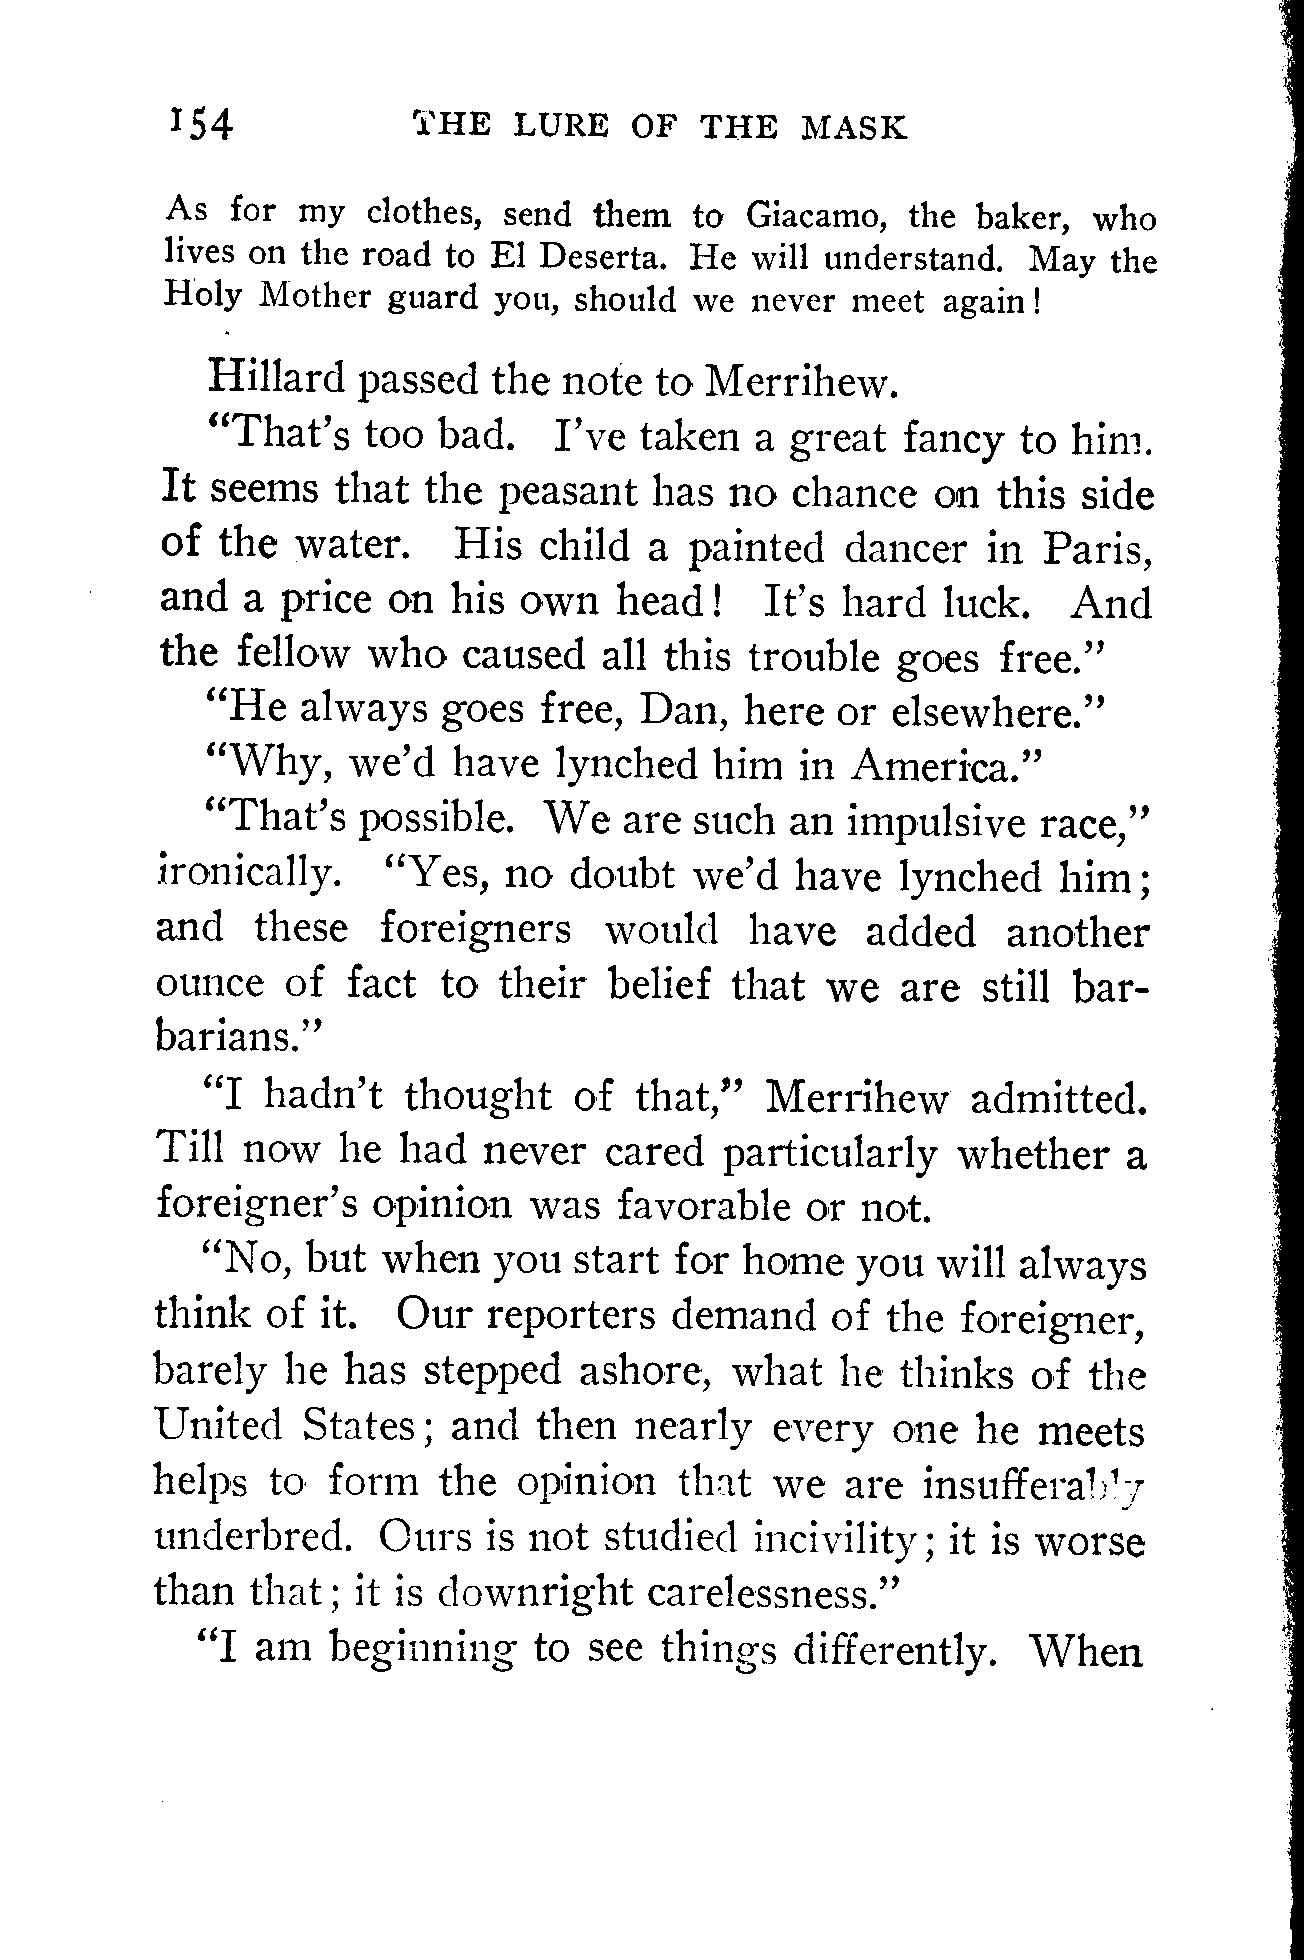 154 THE LURE OF THE MASK
As for my clothes, send them to Giacamo, the baker, who
lives on the road to El Deserta. He will understand. May the
Holy Mother guard you, should we never meet again!
Hillard passed the note to Merrihew.
“That’s too bad. I’ve taken a great fancy to him.
It seems that the peasant has no chance on this side
of the water. His child a painted dancer in Paris,
and a price on his own head! It’s hard luck. And
the fellow who caused all this trouble goes free.”
“He always goes free, Dan, here or elsewhere.”
“Why, we’d have lynched him in America.”
“That’s possible. We are such an impulsive race,”
ironically. “Yes, no doubt we’d have lynched him;
and these foreigners would have added another
ounce of fact to their belief that we are still bar-
barians.”
“I hadn’t thought of that,” Merrihew admitted.
Till now he had never cared particularly whether a
foreigner’s opinion was favorable or not.
“No, but when you start for home you will always
think of it. Our reporters demand of the foreigner,
barely he has stepped ashore, what he thinks of the
United States; and then nearly every one he meets
helps to form the opinion that we are insufferably
underbred. Ours is not studied incivility; it is worse
than that; it is downright carelessness.”
“I am beginning to see things differently. When